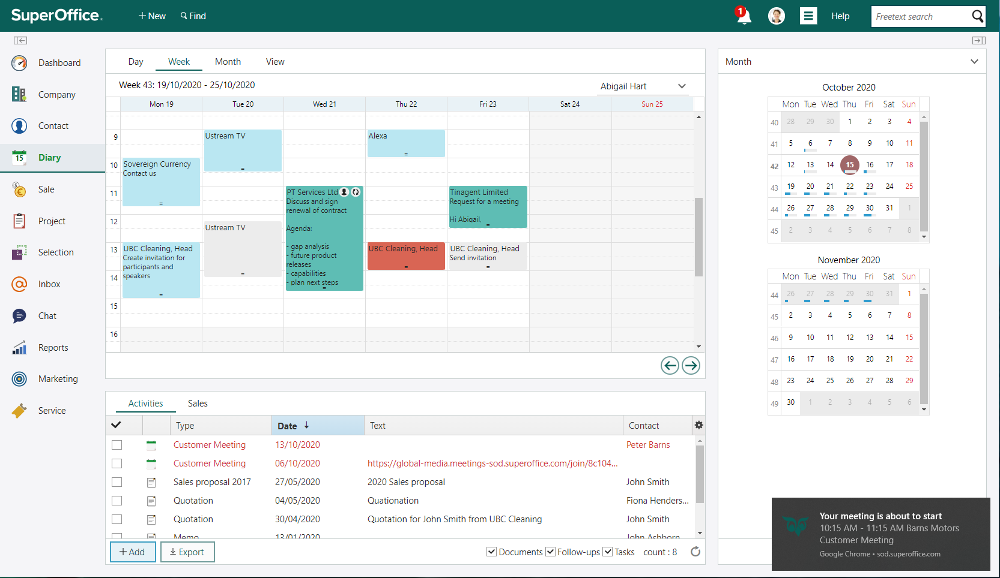 SuperOffice.
+ New
Find
1
Help
Freetext search
Dashboard
Company
Contact
15
Diary
Sale
Project
Selection
Inbox
Chat
Reports
Marketing
Service
Day Week Month View
Week 43: 19/10/2020 - 25/10/2020
Abigail Hart
Mon 19 Tue 20 Wed 21 Thu 22 Fri 23 Sat 24 Sun 25
9
10
11
12
13
14
15
16
Sovereign Currency
Contact us
UBC Cleaning, Head
Create invitation for
participants and
speakers
Ustream TV
Ustream TV
PT Services Ltd
Discuss and sign
renewal of contract
Agenda:
- gap analysis
- future product
releases
- capabilities
- plan next steps
Alexa
UBC Cleaning, Head
Tinagent Limited
Request for a meeting
Hi Abigail,
UBC Cleaning, Head
Send invitation
Activities Sales
Type Date Text Contact
Customer Meeting 13/10/2020 Peter Barns
Customer Meeting 06/10/2020 https://global-media.meetings-sod.superoffice.com/join/8c104...
Sales proposal 2017 27/05/2020 2020 Sales proposal John Smith
Quotation 04/05/2020 Quationation Fiona Henders...
Quotation 30/04/2020 Quotation for John Smith from UBC Cleaning John Smith
Memo 13/01/2020 John Ashborn
+ Add
Export
Documents Follow-ups Tasks count : 8
Month
October 2020
Mon Tue Wed Thu Fri Sat Sun
40 28 29 30 1 2 3 4
41 5 6 7 8 9 10 11
42 12 13 14 15 16 17 18
43 19 20 21 22 23 24 25
44 26 27 28 29 30 31 1
45 2 3 4 5 6 7 8
November 2020
Mon Tue Wed Thu Fri Sat Sun
44 26 27 28 29 30 31 1
45 2 3 4 5 6 7 8
46 9 10 11 12 13 14 15
47 16 17 18 19 20 21 22
48 23 24 25 26 27 28 29
49 30 1 2 3 4 5 6
Your meeting is about to start
10:15 AM - 11:15 AM Barns Motors
Customer Meeting
Google Chrome • sod.superoffice.com